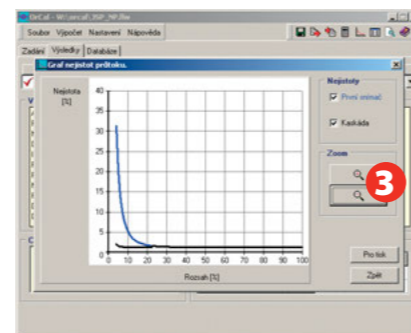 OrCal - W:\orcal\JSP_NP.flw
Soubor Výpočet Nastavení Nápověda
Zadání Výsledky Databáze
Graf nejistot průtoku.
Nejistota
[%]
40
35
30
25
20
15
10
5
0
0 10 20 30 40 50 60 70 80 90 100
Rozsah [%]
Nejistoty
První snímač
Kaskáda
Zoom
3
Pro tisk
Zpět